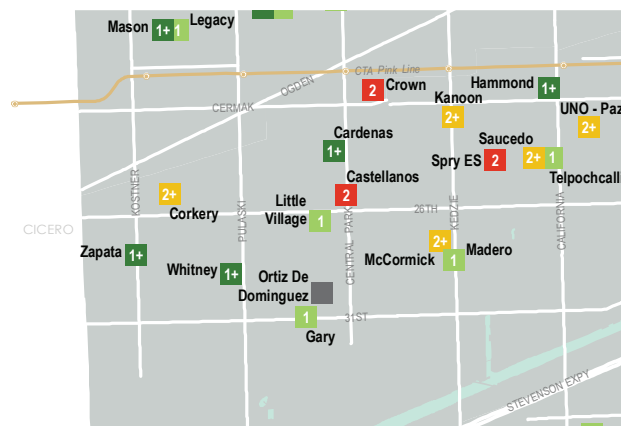 Mason
1+
1
Legacy
CTA Pink Line
OGDEN
2
Crown
Hammond
1+
CERMAK
Kanoon
2+
UNO - Paz
2+
Cardenas
1+
Saucedo
Spry ES
2
2+
1
Telpochcalli
Castellanos
2
KOSTNER
2+
Corkery
Little
Village
1
26TH
PULASKI
CENTRAL PARK
KEDZIE
CALIFORNIA
CICERO
Zapata
1+
Whitney
1+
2+
McCormick
1
Madero
Ortiz De
Dominguez
1
Gary
31ST
STEVENSON EXPY